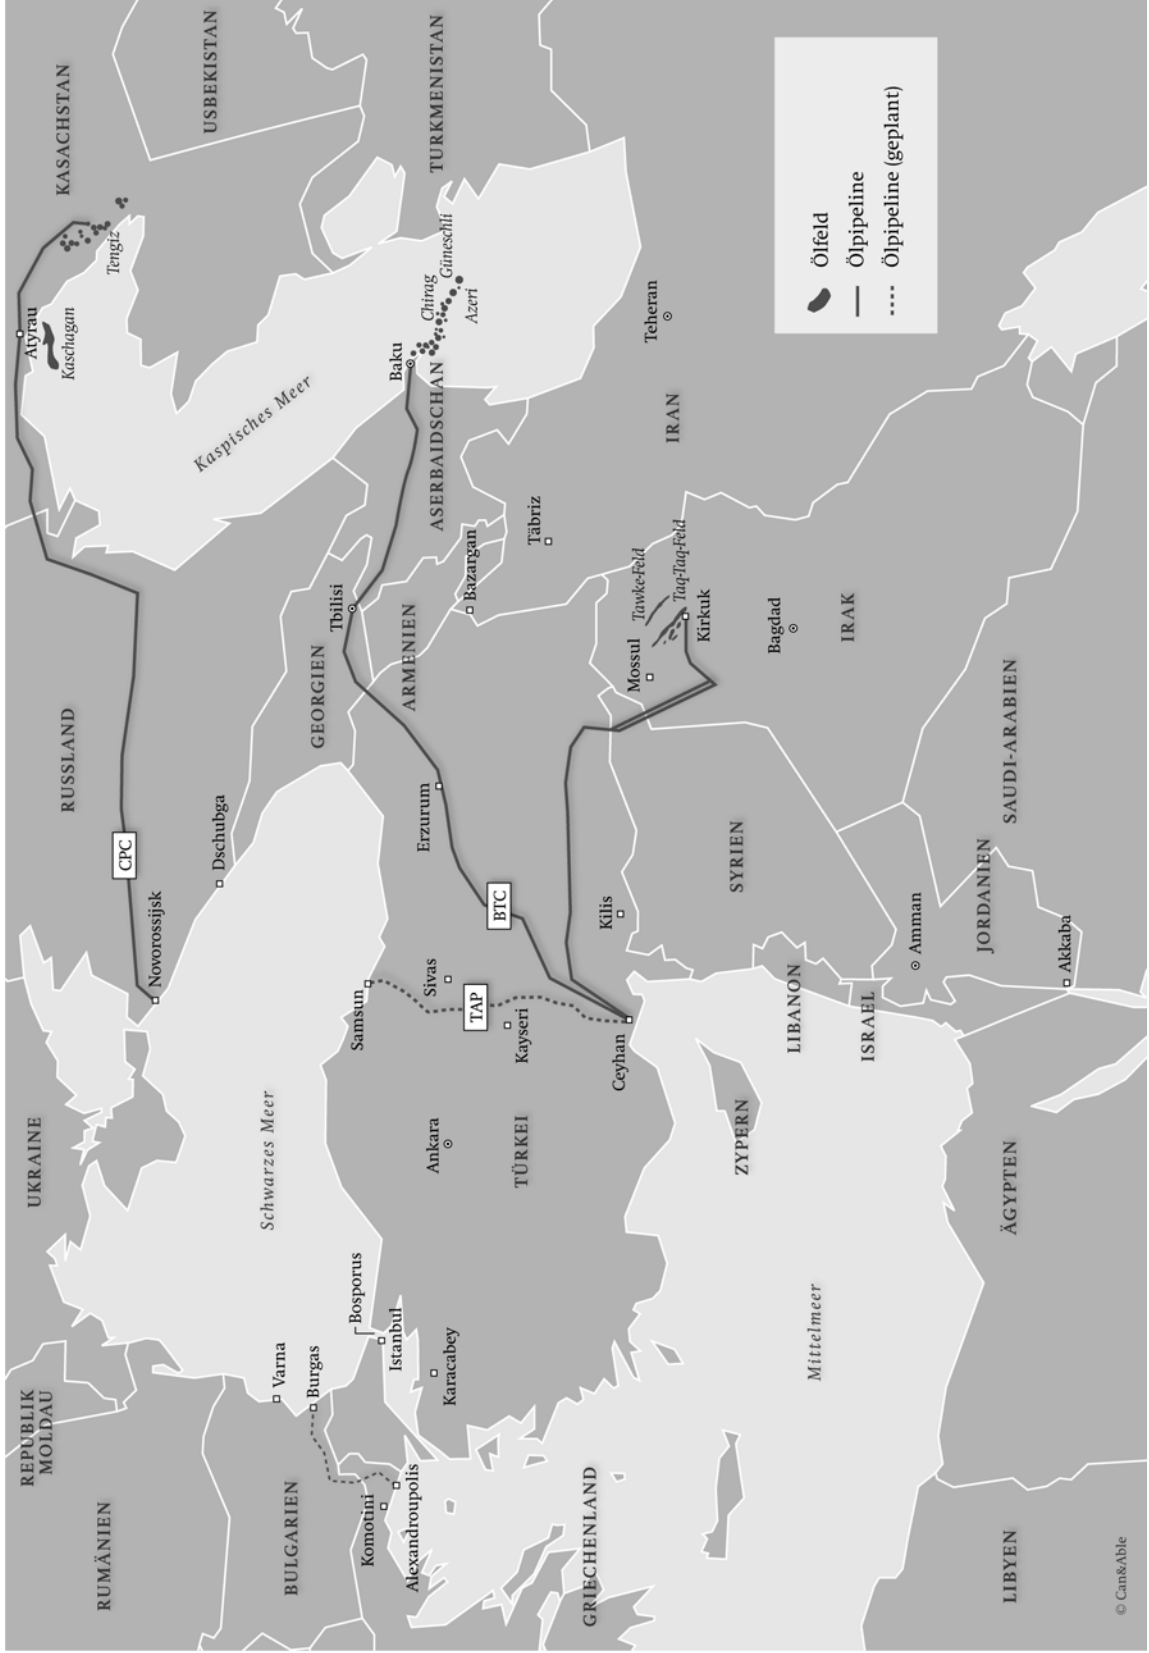 REPUBLIK
MOLDAU
UKRAINE
RUSSLAND
KASACHSTAN
Atyrau
Kaschagan
Tengiz
RUMÄNIEN
Novorossijsk
CPC
Dschubga
USBEKISTAN
Varna
Burgas
BULGARIEN
Schwarzes Meer
Kaspisches Meer
GEORGIEN
Tbilisi
Bosporus
Samsun
Komotini
Alexandroupolis
Istanbul
Karacabey
Ankara
Sivas
Erzurum
ARMENIEN
ASERBAIDSCHAN
Baku
Chirag
Güneschli
Azeri
TURKMENISTAN
TAP
BTC
Bazargan
Kayseri
TÜRKEI
Täbriz
GRIECHENLAND
Ceyhan
Kilis
Mossul
Tawke-Feld
Taq-Taq-Feld
Kirkuk
Teheran
IRAN
ZYPERN
SYRIEN
Bagdad
IRAK
Mittelmeer
LIBANON
ISRAEL
Amman
JORDANIEN
SAUDI-ARABIEN
Akkaba
LIBYEN
ÄGYPTEN
Ölfeld
Ölpipeline
Ölpipeline (geplant)
© Can&Able